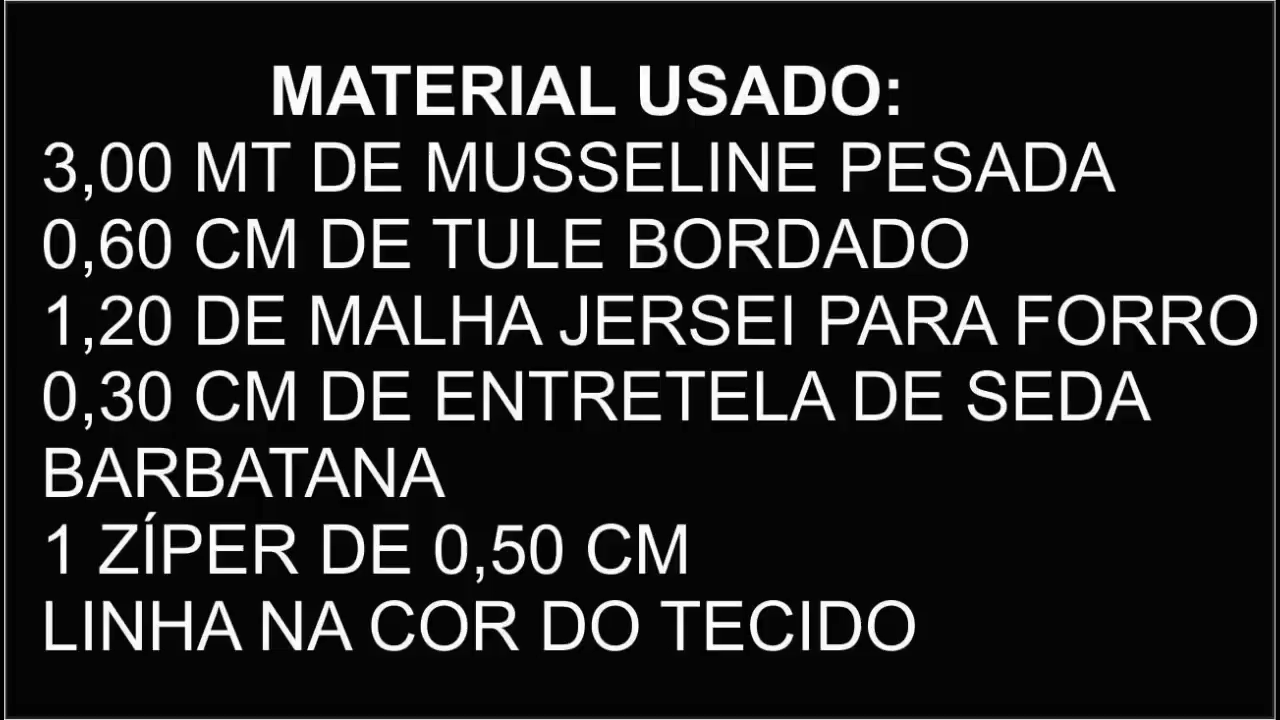 MATERIAL USADO:
3,00 MT DE MUSSELINE PESADA
0,60 CM DE TULE BORDADO
1,20 DE MALHA JERSEI PARA FORRO
0,30 CM DE ENTRETELA DE SEDA
BARBATANA
1 ZÍPER DE 0,50 CM
LINHA NA COR DO TECIDO